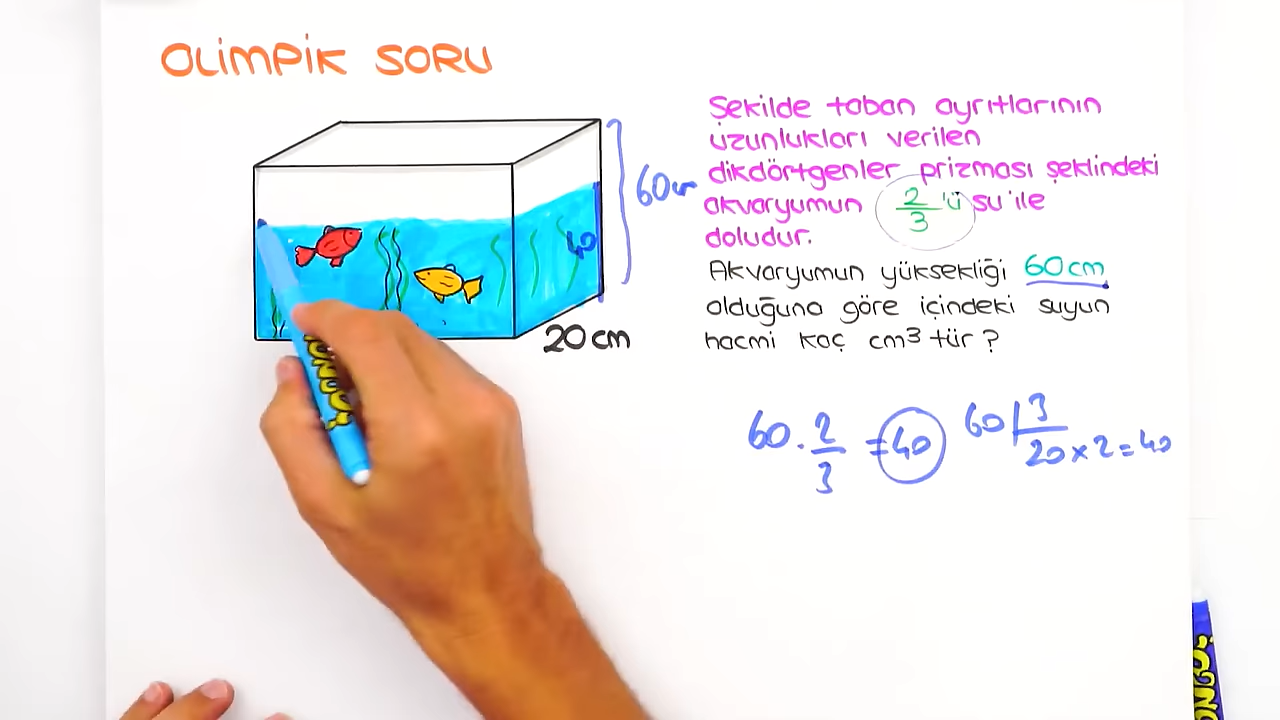 OLİMPİK SORU
Şekilde taban ayrıtlarının
uzunlukları verilen
dikdörtgenler prizması şeklindeki
akvaryumun 2/3 'ü su ile
doludur.
Akvaryumun yüksekliği 60 cm
olduğuna göre içindeki suyun
hacmi kaç cm³ tür ?
60 cm
40
20 cm
60 . 2/3 = 40
60 | 3
20 x 2 = 40